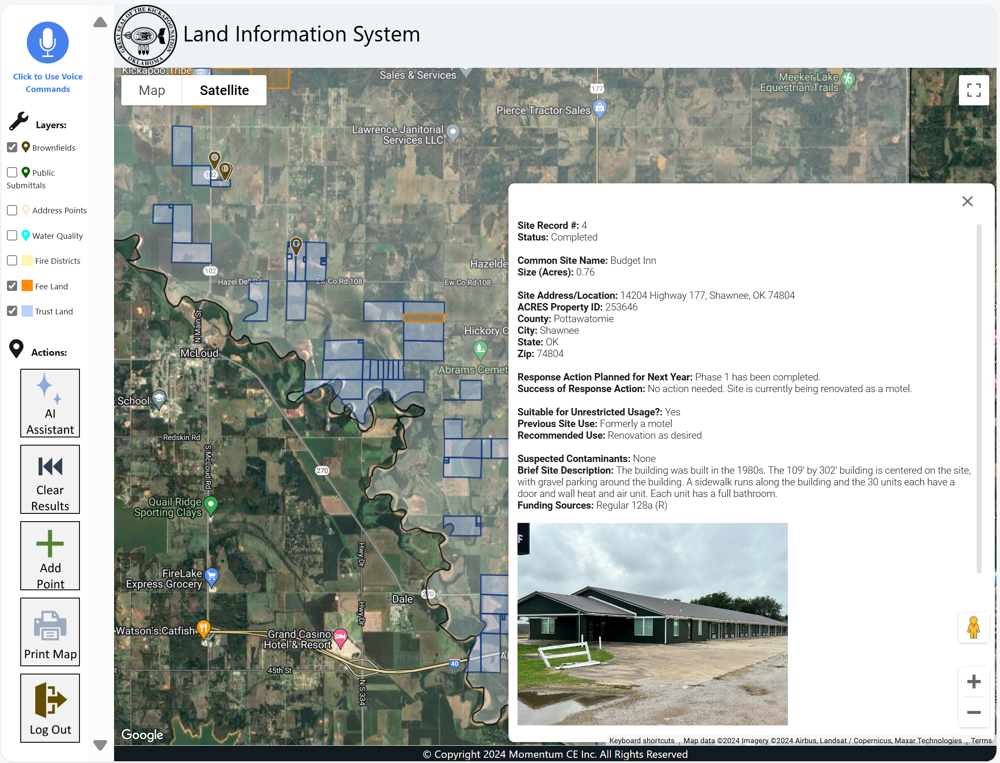 Click to Use Voice
Commands
Layers:
Brownfields
Public
Submittals
Address Points
Water Quality
Fire Districts
Fee Land
Trust Land
Actions:
AI
Assistant
Clear
Results
Add
Point
Print Map
Log Out
GREAT SEAL OF THE KICKAPOO NATION
OKLAHOMA
Land Information System
Kickapoo Tribe
Map
Satellite
Sales & Services
177
Meeker Lake
Equestrian Trails
Pierce Tractor Sales
Lawrence Janitorial
Services LLC
102
102
Hazel Dell Rd
Ew Co Rd 108
Ew Co Rd 108
Hazelde
N Main St
McLoud
Hickory C
Abrams Cemet
School
Redskin Rd
S McLoud Rd
270
Quail Ridge
Sporting Clays
Hwy Dr
FireLake
Express Grocery
Dale
270
Hwy Dr
Watson's Catfish
Grand Casino
Hotel & Resort
40
Al
St
45th St
N S 334
Google
Site Record #: 4
Status: Completed
Common Site Name: Budget Inn
Size (Acres): 0.76
Site Address/Location: 14204 Highway 177, Shawnee, OK 74804
ACRES Property ID: 253646
County: Pottawatomie
City: Shawnee
State: OK
Zip: 74804
Response Action Planned for Next Year: Phase 1 has been completed.
Success of Response Action: No action needed. Site is currently being renovated as a motel.
Suitable for Unrestricted Usage?: Yes
Previous Site Use: Formerly a motel
Recommended Use: Renovation as desired
Suspected Contaminants: None
Brief Site Description: The building was built in the 1980s. The 109’ by 302’ building is centered on the site,
with gravel parking around the building. A sidewalk runs along the building and the 30 units each have a
door and wall heat and air unit. Each unit has a full bathroom.
Funding Sources: Regular 128a (R)
Keyboard shortcuts
Map data ©2024 Imagery ©2024 Airbus, Landsat / Copernicus, Maxar Technologies
Terms
© Copyright 2024 Momentum CE Inc. All Rights Reserved